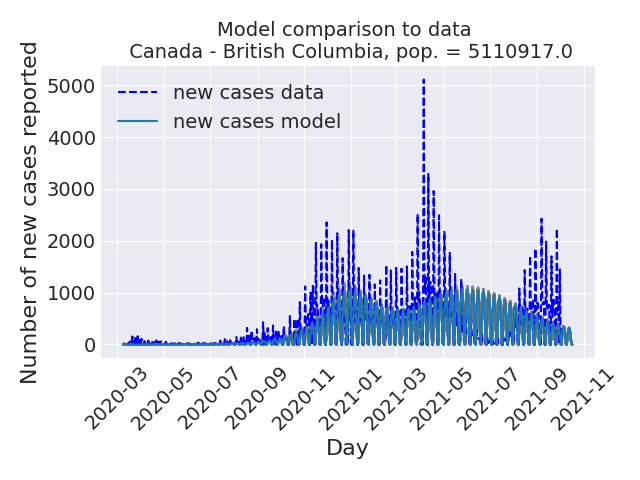 Model comparison to data
Canada - British Columbia, pop. = 5110917.0
Number of new cases reported
5000
4000
3000
2000
1000
0
new cases data
new cases model
2020-03
2020-05
2020-07
2020-09
2020-11
2021-01
2021-03
2021-05
2021-07
2021-09
2021-11
Day